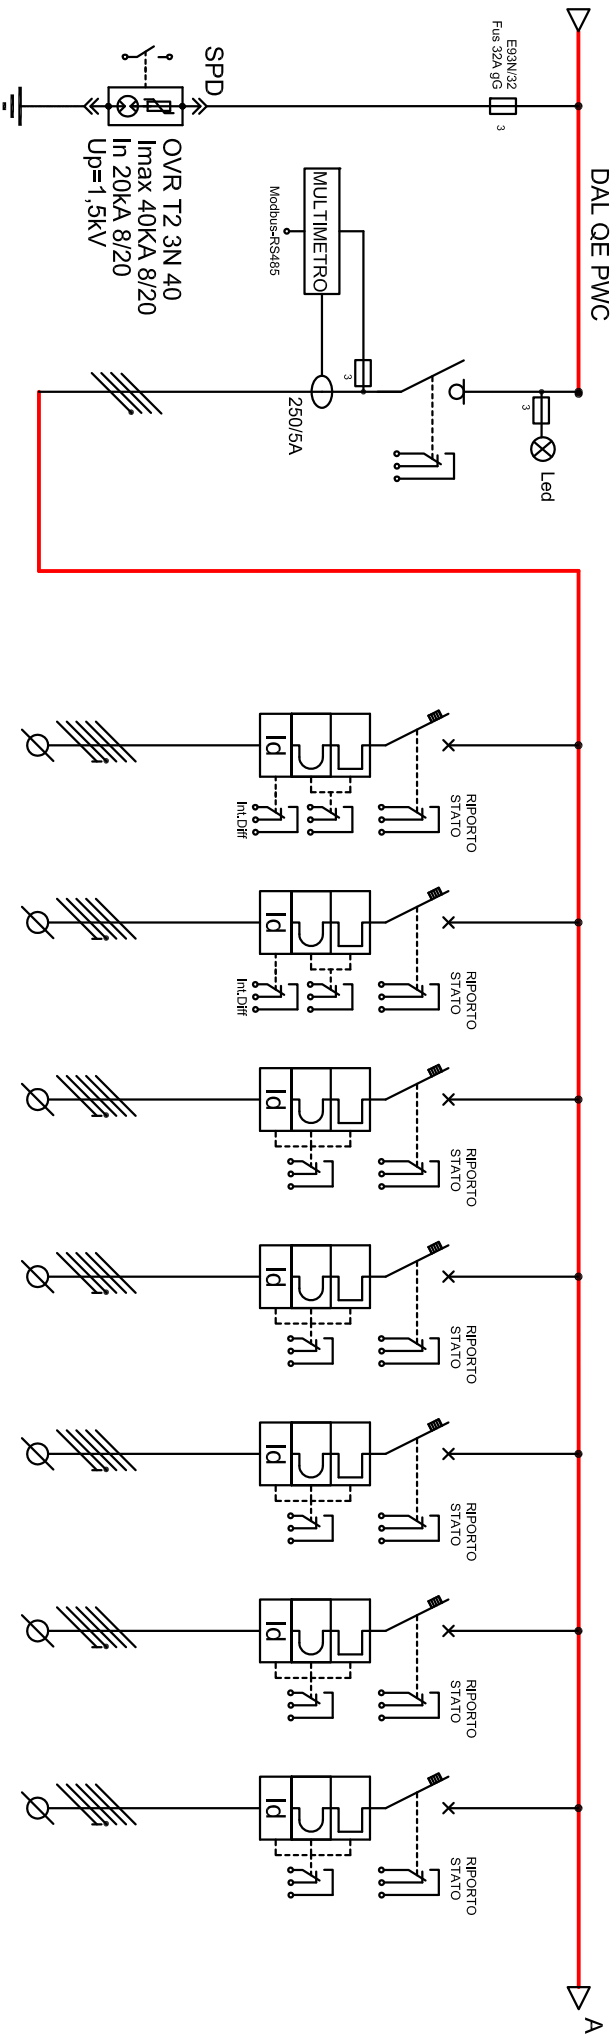 DAL QE PWC
E93N/32
Fus 32A gG
3
SPD
OVR T2 3N 40
Imax 40KA 8/20
In 20kA 8/20
Up=1,5kV
MULTIMETRO
Modbus-RS485
3
250/5A
3
Led
RIPORTO
STATO
Id
Int.Diff
RIPORTO
STATO
Id
Int.Diff
RIPORTO
STATO
Id
RIPORTO
STATO
Id
RIPORTO
STATO
Id
RIPORTO
STATO
Id
RIPORTO
STATO
Id
A